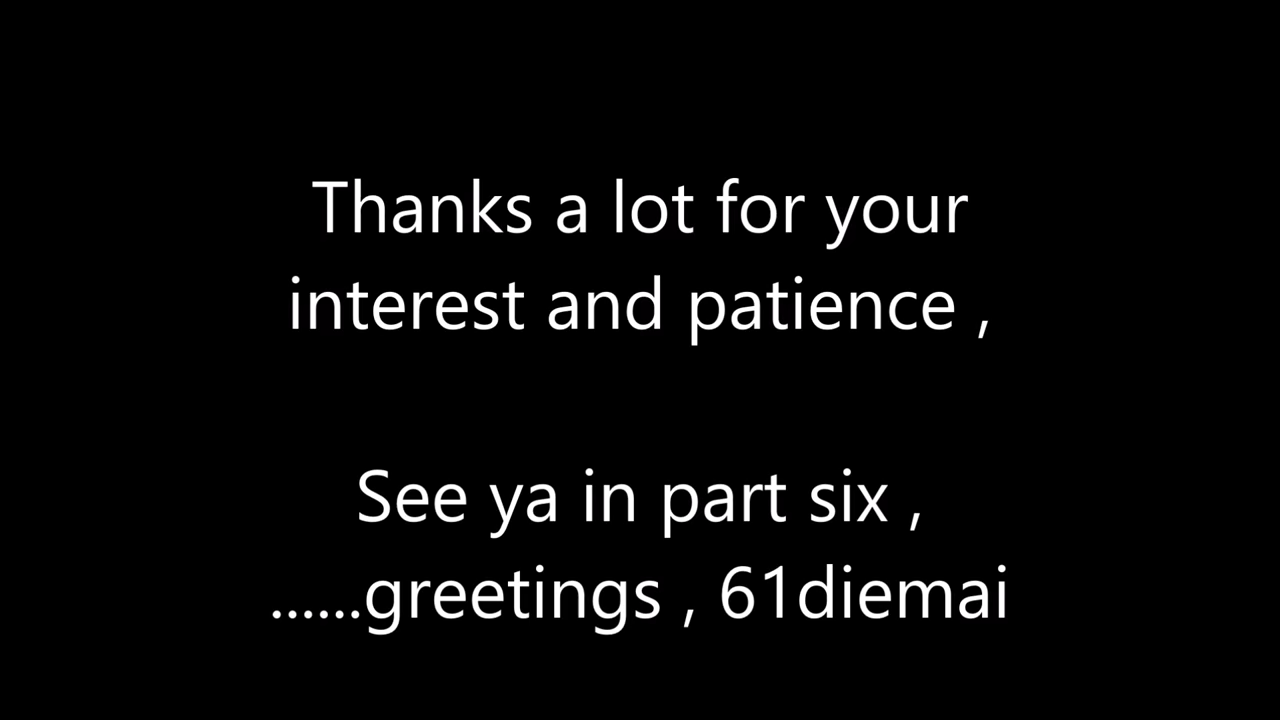 Thanks a lot for your
interest and patience ,
See ya in part six ,
......greetings , 61diemai